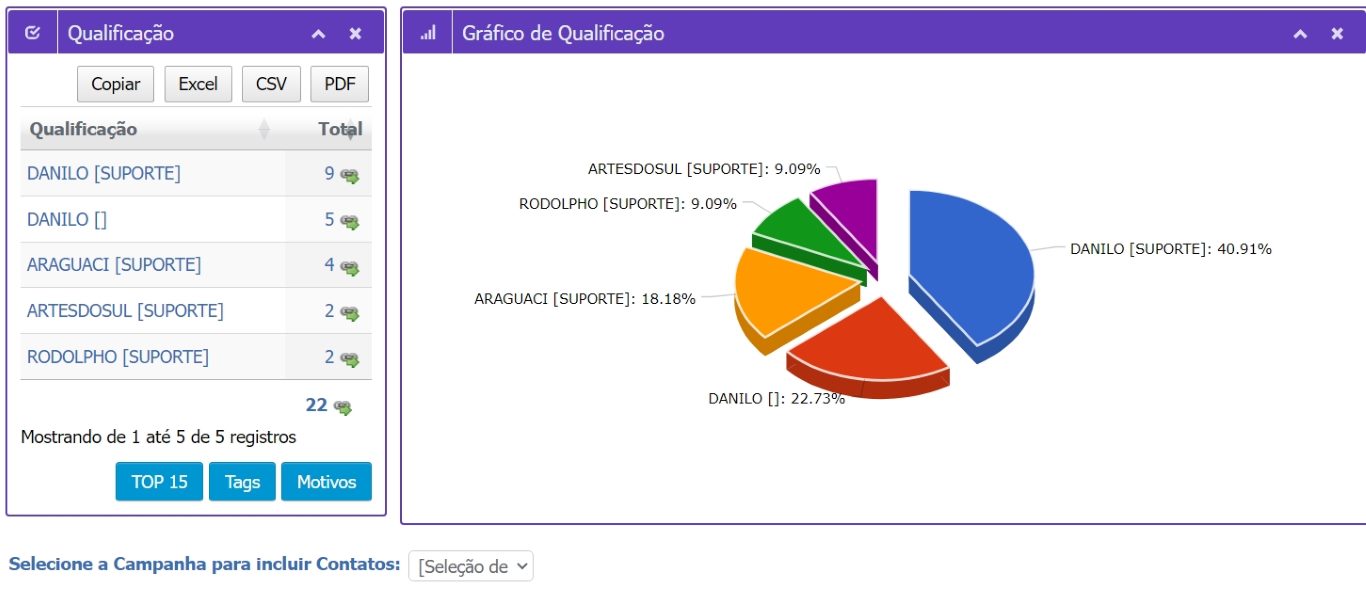 Qualificação
Copiar Excel CSV PDF
Qualificação Total
DANILO [SUPORTE] 9
DANILO [] 5
ARAGUACI [SUPORTE] 4
ARTESDOSUL [SUPORTE] 2
RODOLPHO [SUPORTE] 2
22
Mostrando de 1 até 5 de 5 registros
TOP 15 Tags Motivos
Gráfico de Qualificação
ARTESDOSUL [SUPORTE]: 9.09%
RODOLPHO [SUPORTE]: 9.09%
DANILO [SUPORTE]: 40.91%
ARAGUACI [SUPORTE]: 18.18%
DANILO []: 22.73%
Selecione a Campanha para incluir Contatos: [Seleção de